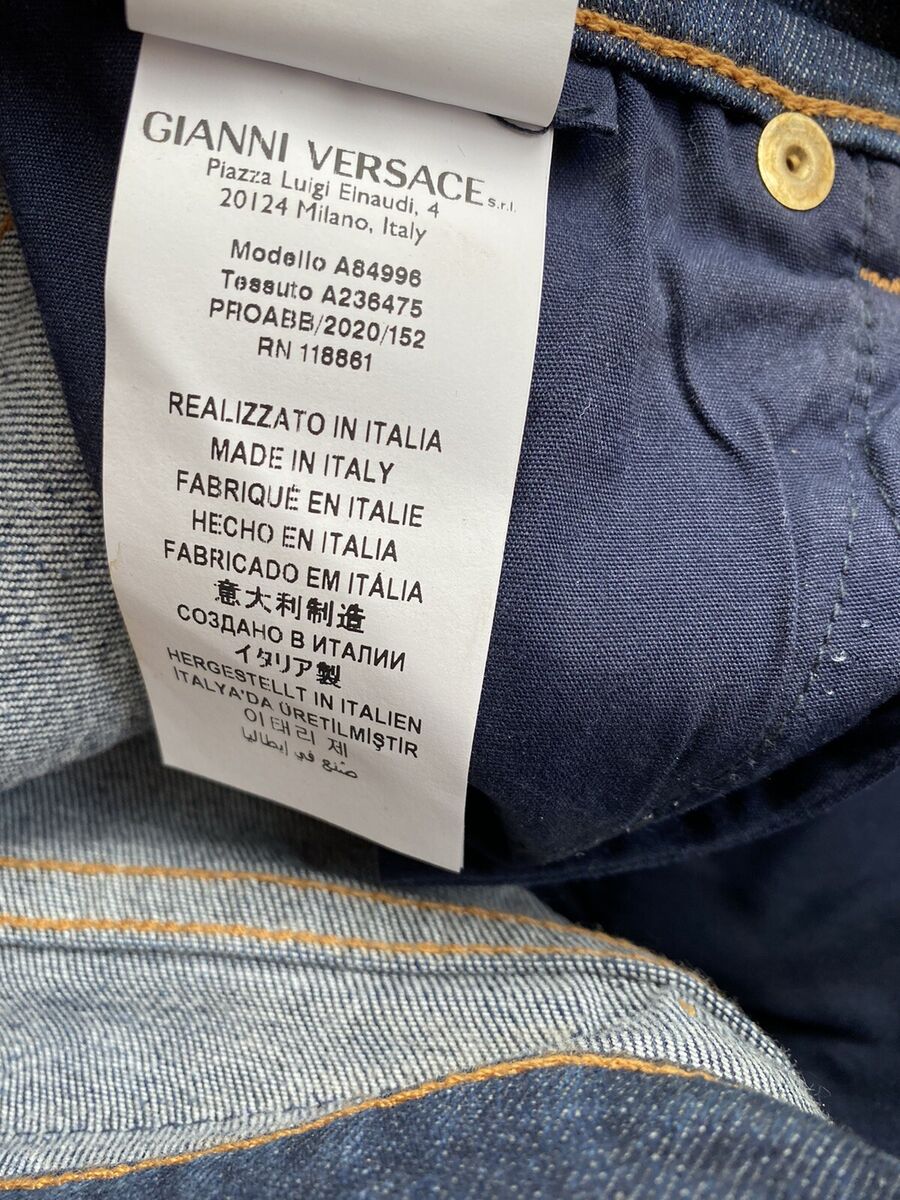 GIANNI VERSACE s.r.l.
Piazza Luigi Einaudi, 4
20124 Milano, Italy
Modello A84996
Tessuto A236475
PROABB/2020/152
RN 118861
REALIZZATO IN ITALIA
MADE IN ITALY
FABRIQUÉ EN ITALIE
HECHO EN ITALIA
FABRICADO EM ITÁLIA
意大利制造
СОЗДАНО В ИТАЛИИ
イタリア製
HERGESTELLT IN ITALIEN
ITALYA'DA ÜRETILMIŞTIR
이태리 제
صنع في إيطاليا